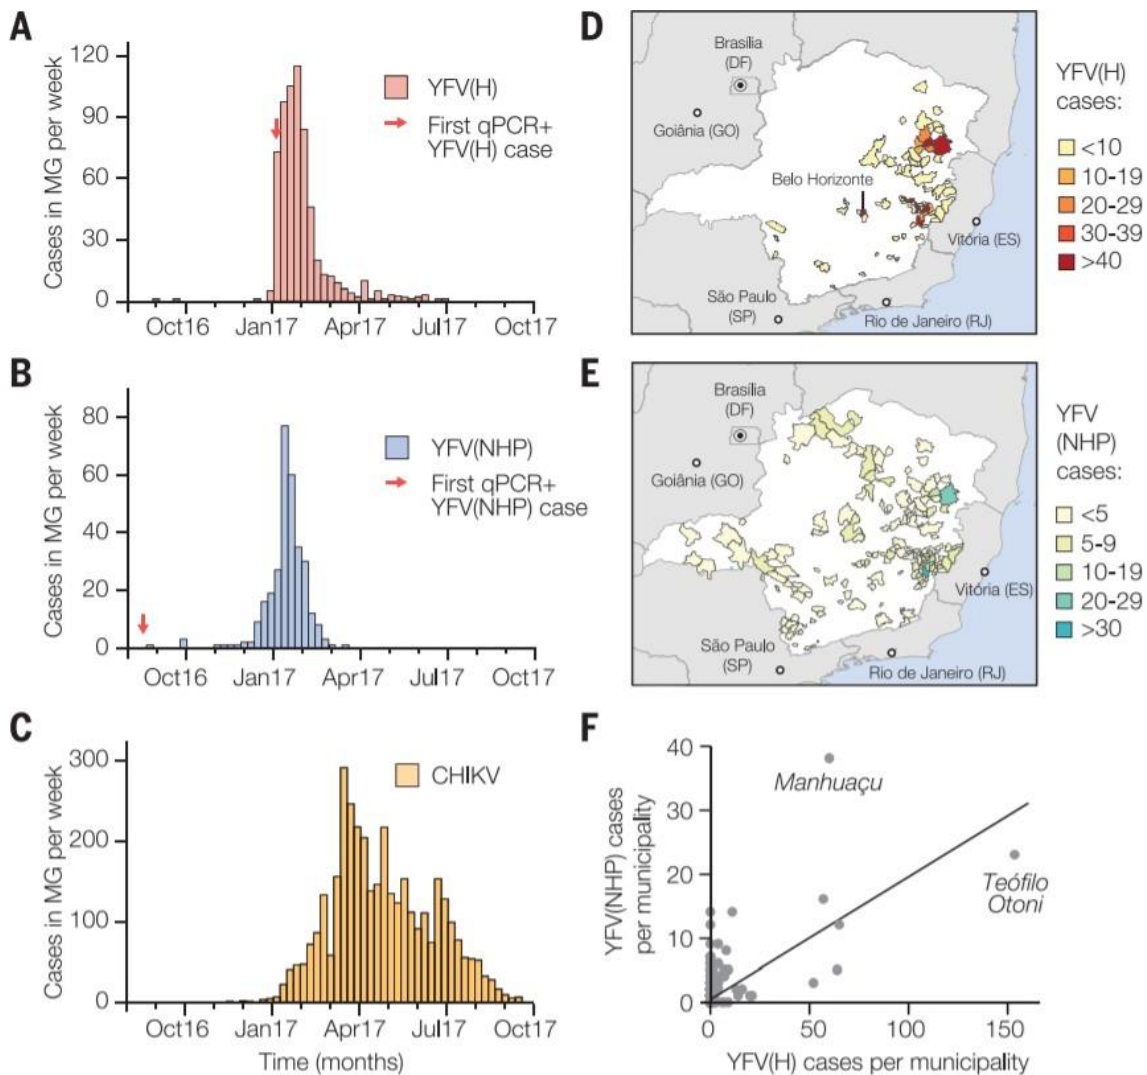 A
Cases in MG per week
120
90
60
30
0
YFV(H)
First qPCR+
YFV(H) case
Oct16 Jan17 Apr17 Jul17 Oct17
B
Cases in MG per week
80
60
40
20
0
YFV(NHP)
First qPCR+
YFV(NHP) case
Oct16 Jan17 Apr17 Jul17 Oct17
C
Cases in MG per week
300
200
100
0
CHIKV
Oct16 Jan17 Apr17 Jul17 Oct17
Time (months)
D
Brasília
(DF)
Goiânia (GO)
Belo Horizonte
Vitória (ES)
São Paulo
(SP)
Rio de Janeiro (RJ)
YFV(H)
cases:
<10
10-19
20-29
30-39
>40
E
Brasília
(DF)
Goiânia (GO)
Vitória (ES)
São Paulo
(SP)
Rio de Janeiro (RJ)
YFV
(NHP)
cases:
<5
5-9
10-19
20-29
>30
F
YFV(NHP) cases
per municipality
40
30
20
10
0
Manhuaçu
Teófilo
Otoni
0 50 100 150
YFV(H) cases per municipality